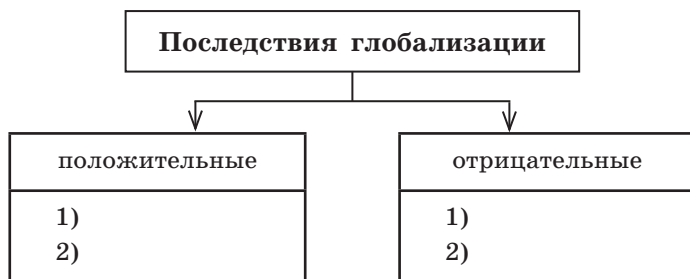 Последствия глобализации
положительные
1)
2)
отрицательные
1)
2)